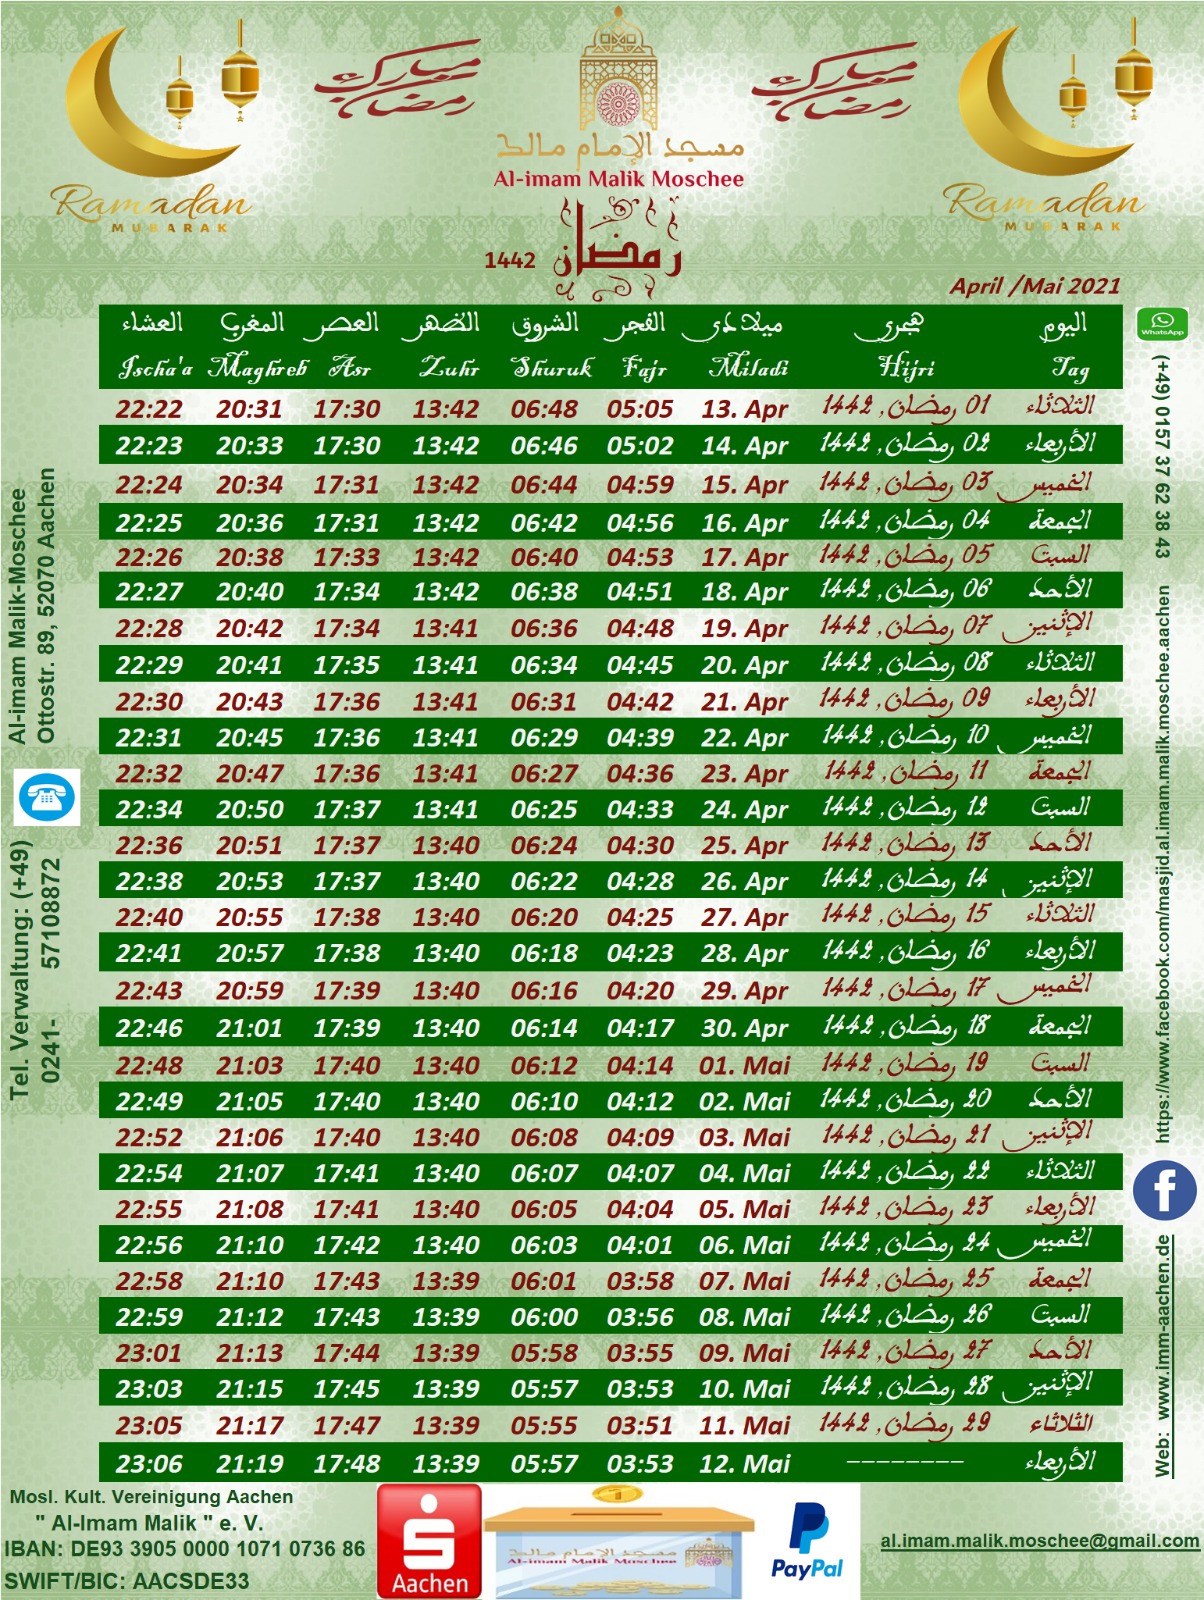 مبارك رمضان
مبارك رمضان
Ramadan
MUBARAK
Ramadan
MUBARAK
مسجد الإمام مالك
Al-imam Malik Moschee
1442 رمضان
April /Mai 2021
العشاء المغرب العصر الظهر الشروق الفجر ميلادي هجري اليوم
Ischa'a Maghreb Asr Zuhr Shuruk Fajr Miladi Hijri Tag
22:22 20:31 17:30 13:42 06:48 05:05 13. Apr 01 رمضان, 1442 الثلاثاء
22:23 20:33 17:30 13:42 06:46 05:02 14. Apr 02 رمضان, 1442 الأربعاء
22:24 20:34 17:31 13:42 06:44 04:59 15. Apr 03 رمضان, 1442 الخميس
22:25 20:36 17:31 13:42 06:42 04:56 16. Apr 04 رمضان, 1442 الجمعة
22:26 20:38 17:33 13:42 06:40 04:53 17. Apr 05 رمضان, 1442 السبت
22:27 20:40 17:34 13:42 06:38 04:51 18. Apr 06 رمضان, 1442 الأحد
22:28 20:42 17:34 13:41 06:36 04:48 19. Apr 07 رمضان, 1442 الإثنين
22:29 20:41 17:35 13:41 06:34 04:45 20. Apr 08 رمضان, 1442 الثلاثاء
22:30 20:43 17:36 13:41 06:31 04:42 21. Apr 09 رمضان, 1442 الأربعاء
22:31 20:45 17:36 13:41 06:29 04:39 22. Apr 10 رمضان, 1442 الخميس
22:32 20:47 17:36 13:41 06:27 04:36 23. Apr 11 رمضان, 1442 الجمعة
22:34 20:50 17:37 13:41 06:25 04:33 24. Apr 12 رمضان, 1442 السبت
22:36 20:51 17:37 13:41 06:24 04:30 25. Apr 13 رمضان, 1442 الأحد
22:38 20:53 17:37 13:40 06:22 04:28 26. Apr 14 رمضان, 1442 الإثنين
22:40 20:55 17:38 13:40 06:20 04:25 27. Apr 15 رمضان, 1442 الثلاثاء
22:41 20:57 17:38 13:40 06:18 04:23 28. Apr 16 رمضان, 1442 الأربعاء
22:43 20:59 17:39 13:40 06:16 04:20 29. Apr 17 رمضان, 1442 الخميس
22:46 21:01 17:39 13:40 06:14 04:17 30. Apr 18 رمضان, 1442 الجمعة
22:48 21:03 17:40 13:40 06:12 04:14 01. Mai 19 رمضان, 1442 السبت
22:49 21:05 17:40 13:40 06:10 04:12 02. Mai 20 رمضان, 1442 الأحد
22:52 21:06 17:40 13:40 06:08 04:09 03. Mai 21 رمضان, 1442 الإثنين
22:54 21:07 17:41 13:40 06:07 04:07 04. Mai 22 رمضان, 1442 الثلاثاء
22:55 21:08 17:41 13:40 06:05 04:04 05. Mai 23 رمضان, 1442 الأربعاء
22:56 21:10 17:42 13:40 06:03 04:01 06. Mai 24 رمضان, 1442 الخميس
22:58 21:10 17:43 13:39 06:01 03:58 07. Mai 25 رمضان, 1442 الجمعة
22:59 21:12 17:43 13:39 06:00 03:56 08. Mai 26 رمضان, 1442 السبت
23:01 21:13 17:44 13:39 05:58 03:55 09. Mai 27 رمضان, 1442 الأحد
23:03 21:15 17:45 13:39 05:57 03:53 10. Mai 28 رمضان, 1442 الإثنين
23:05 21:17 17:47 13:39 05:55 03:51 11. Mai 29 رمضان, 1442 الثلاثاء
23:06 21:19 17:48 13:39 05:57 03:53 12. Mai -------- الأربعاء
Al-imam Malik-Moschee
Ottostr. 89, 52070 Aachen
Tel. Verwaltung: (+49)
0241- 57108872
WhatsApp
(+49) 0157 37 62 38 43
https://www.facebook.com/masjid.al.imam.malik.moschee.aachen
f
Web: www.imm-aachen.de
Mosl. Kult. Vereinigung Aachen
" Al-Imam Malik " e. V.
IBAN: DE93 3905 0000 1071 0736 86
SWIFT/BIC: AACSDE33
Aachen
مسجد الإمام مالك
Al-imam Malik Moschee
PayPal
al.imam.malik.moschee@gmail.com